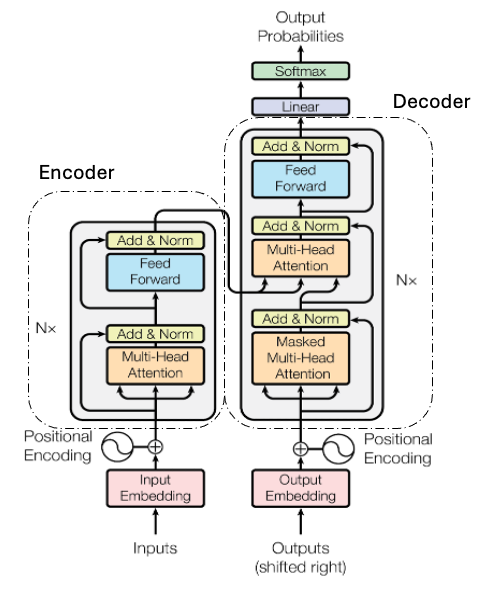 Output
Probabilities
Softmax
Linear
Decoder
Add & Norm
Feed
Forward
Add & Norm
Multi-Head
Attention
Add & Norm
Masked
Multi-Head
Attention
N×
Encoder
Add & Norm
Feed
Forward
N×
Add & Norm
Multi-Head
Attention
Positional
Encoding
Positional
Encoding
Input
Embedding
Output
Embedding
Inputs
Outputs
(shifted right)